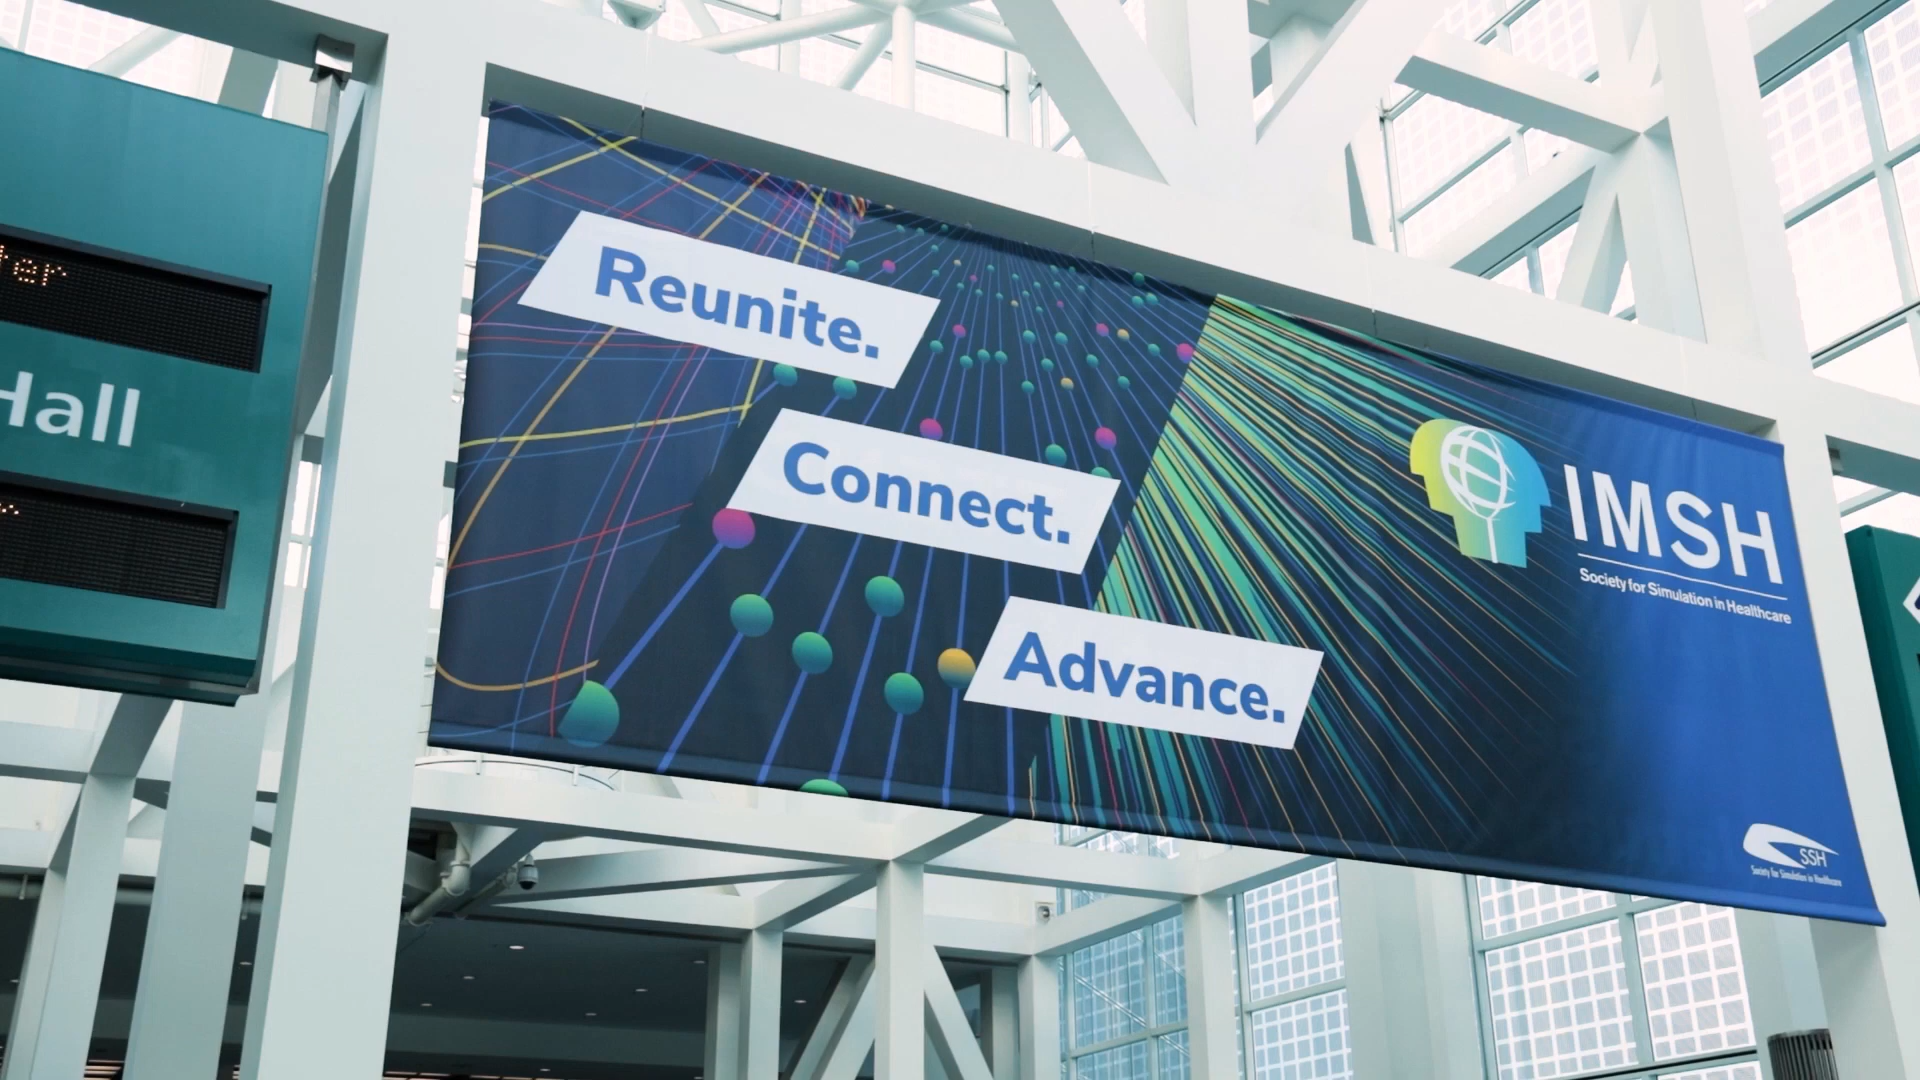 Hall
Reunite.
Connect.
Advance.
IMSH
Society for Simulation in Healthcare
SSH
Society for Simulation in Healthcare